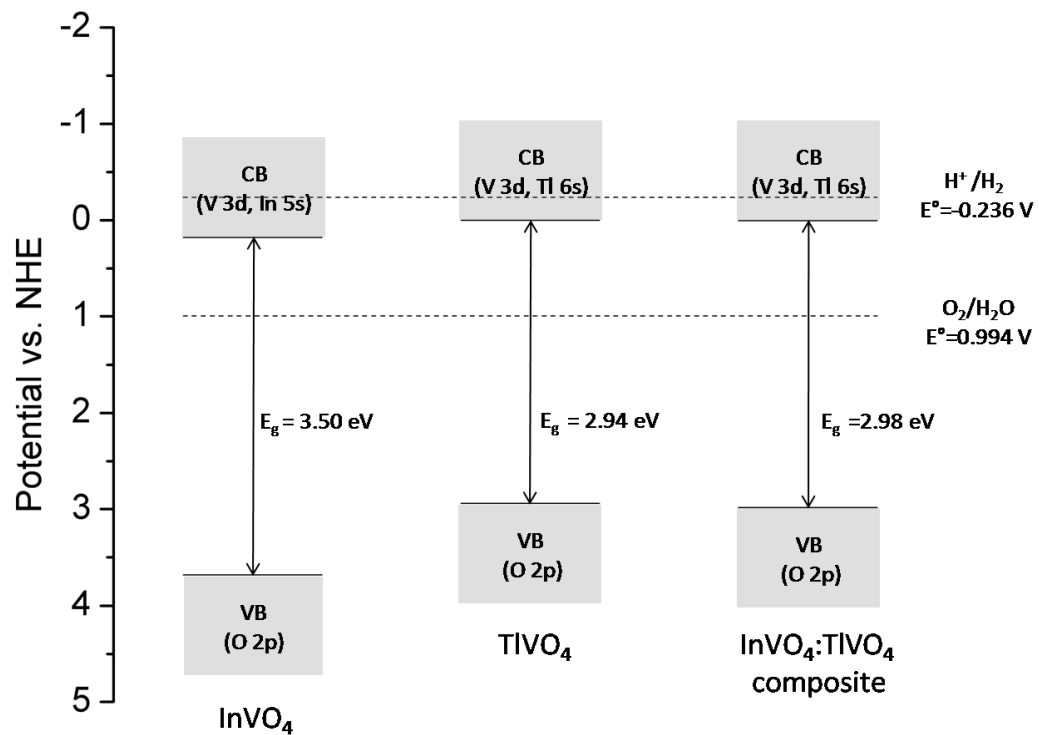 Potential vs. NHE
-2
-1
0
1
2
3
4
5
CB
(V 3d, In 5s)
E_g = 3.50 eV
VB
(O 2p)
InVO₄
CB
(V 3d, Tl 6s)
E_g = 2.94 eV
VB
(O 2p)
TlVO₄
CB
(V 3d, Tl 6s)
E_g =2.98 eV
VB
(O 2p)
InVO₄:TlVO₄
composite
H⁺/H₂
E°=-0.236 V
O₂/H₂O
E°=0.994 V